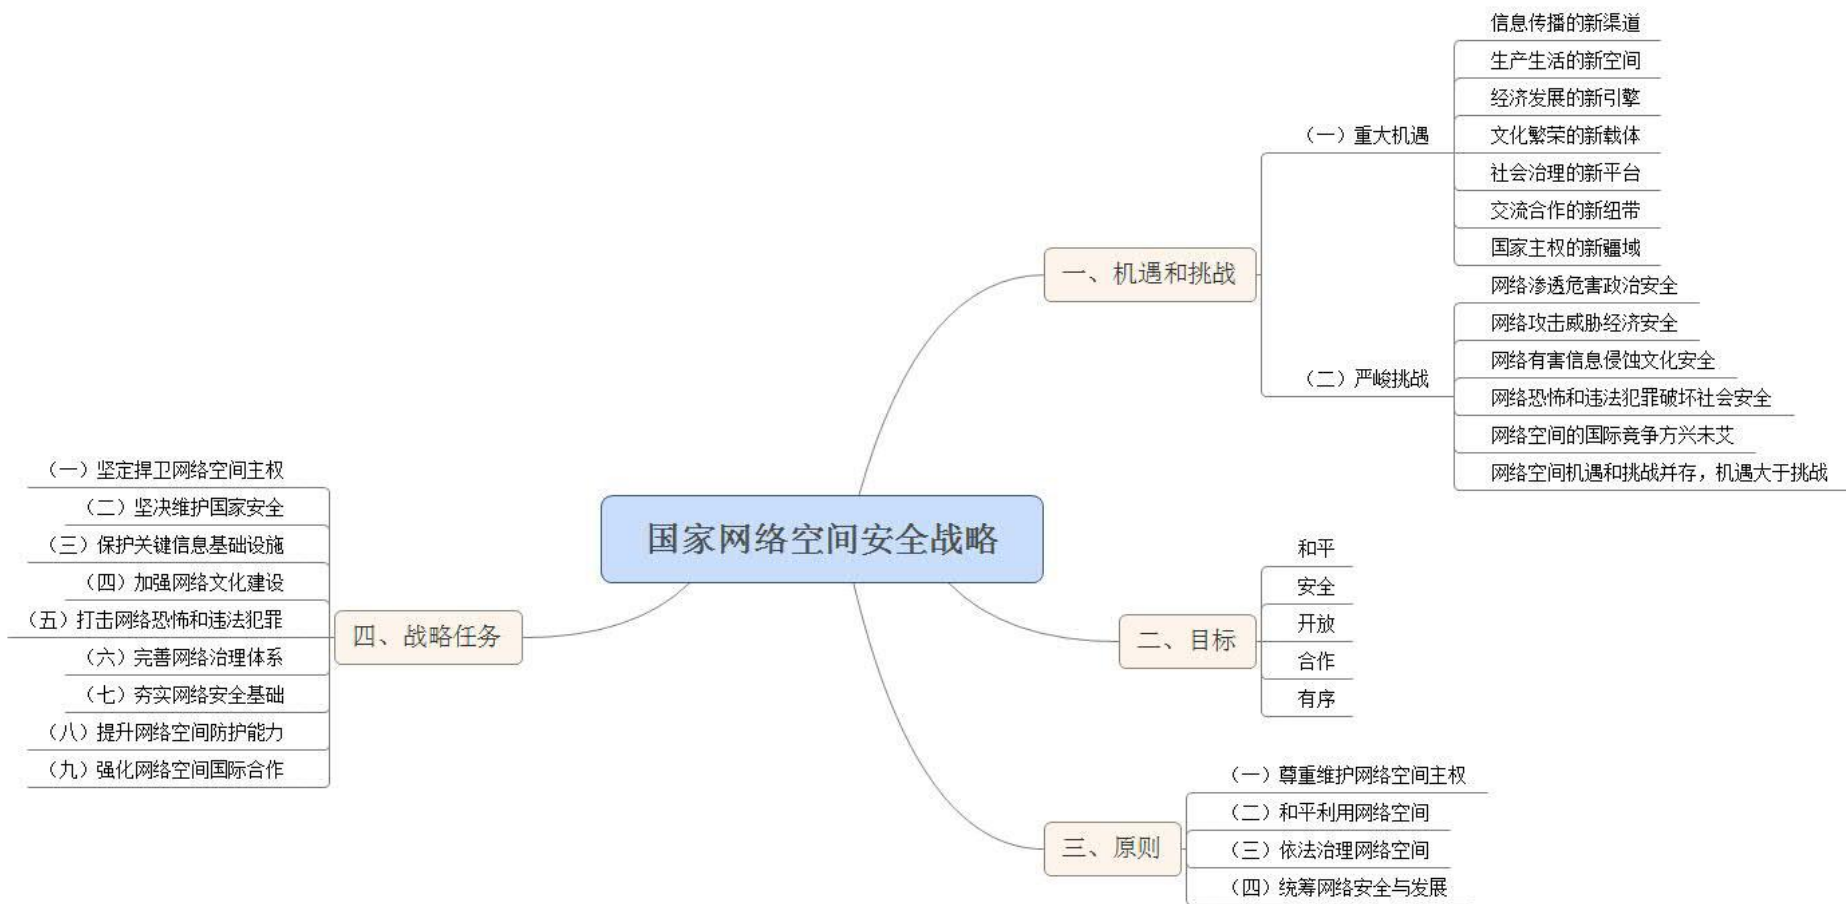 国家网络空间安全战略
一、机遇和挑战
（一）重大机遇
信息传播的新渠道
生产生活的新空间
经济发展的新引擎
文化繁荣的新载体
社会治理的新平台
交流合作的新纽带
国家主权的新疆域
（二）严峻挑战
网络渗透危害政治安全
网络攻击威胁经济安全
网络有害信息侵蚀文化安全
网络恐怖和违法犯罪破坏社会安全
网络空间的国际竞争方兴未艾
网络空间机遇和挑战并存，机遇大于挑战
二、目标
和平
安全
开放
合作
有序
三、原则
（一）尊重维护网络空间主权
（二）和平利用网络空间
（三）依法治理网络空间
（四）统筹网络安全与发展
四、战略任务
（一）坚定捍卫网络空间主权
（二）坚决维护国家安全
（三）保护关键信息基础设施
（四）加强网络文化建设
（五）打击网络恐怖和违法犯罪
（六）完善网络治理体系
（七）夯实网络安全基础
（八）提升网络空间防护能力
（九）强化网络空间国际合作